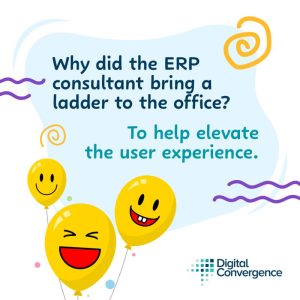 Why did the ERP
consultant bring a
ladder to the office?
To help elevate
the user experience.
Digital
Convergence